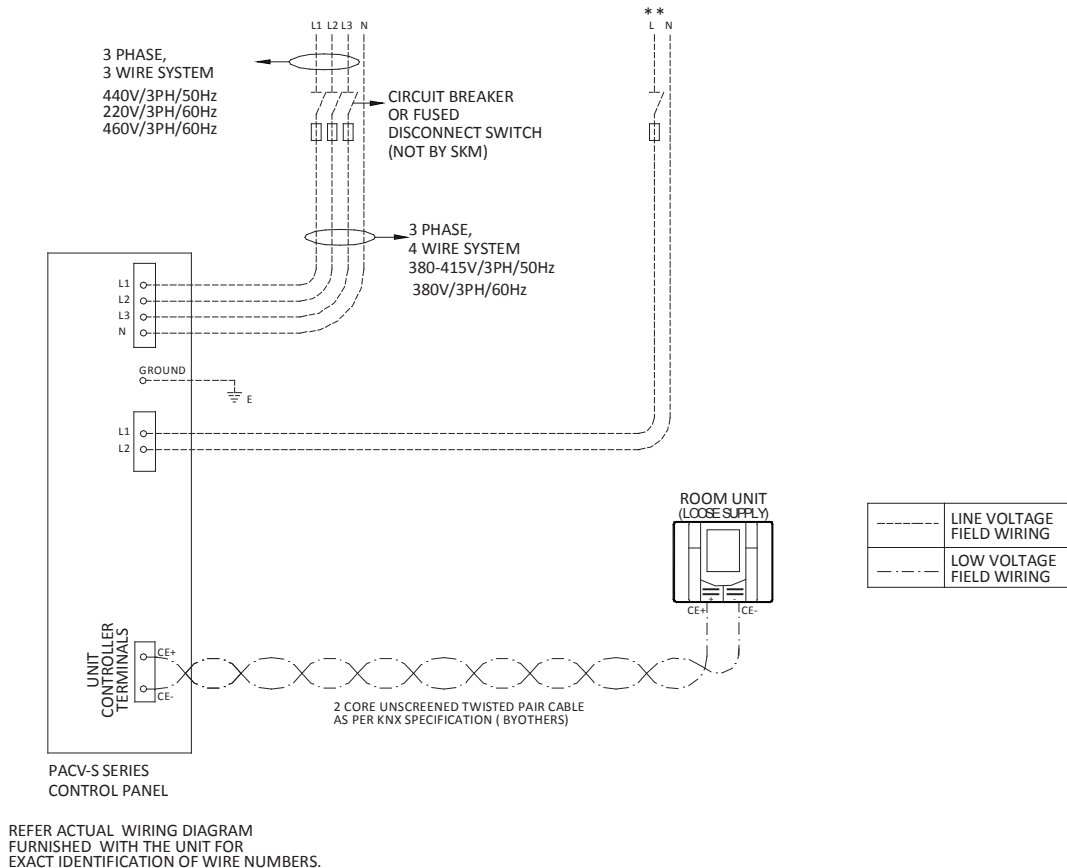 L1 L2 L3 N
* *
L N
3 PHASE,
3 WIRE SYSTEM
440V/3PH/50Hz
220V/3PH/60Hz
460V/3PH/60Hz
CIRCUIT BREAKER
OR FUSED
DISCONNECT SWITCH
(NOT BY SKM)
3 PHASE,
4 WIRE SYSTEM
380-415V/3PH/50Hz
380V/3PH/60Hz
L1
L2
L3
N
GROUND
E
L1
L2
ROOM UNIT
(LOOSE SUPPLY)
+ -
CE+ CE-
LINE VOLTAGE
FIELD WIRING
LOW VOLTAGE
FIELD WIRING
UNIT
CONTROLLER
TERMINALS
CE+
CE-
2 CORE UNSCREENED TWISTED PAIR CABLE
AS PER KNX SPECIFICATION ( BYOTHERS)
PACV-S SERIES
CONTROL PANEL
REFER ACTUAL WIRING DIAGRAM
FURNISHED WITH THE UNIT FOR
EXACT IDENTIFICATION OF WIRE NUMBERS.